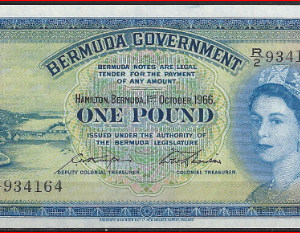 BERMUDA GOVERNMENT
BERMUDA NOTES ARE LEGAL
TENDER FOR THE PAYMENT
OF ANY AMOUNT.
R/2 9341
HAMILTON, BERMUDA, 1ST OCTOBER, 1966.
ONE POUND
ISSUED UNDER THE AUTHORITY
OF THE BERMUDA LEGISLATURE
934164
DEPUTY COLONIAL TREASURER. COLONIAL TREASURER.